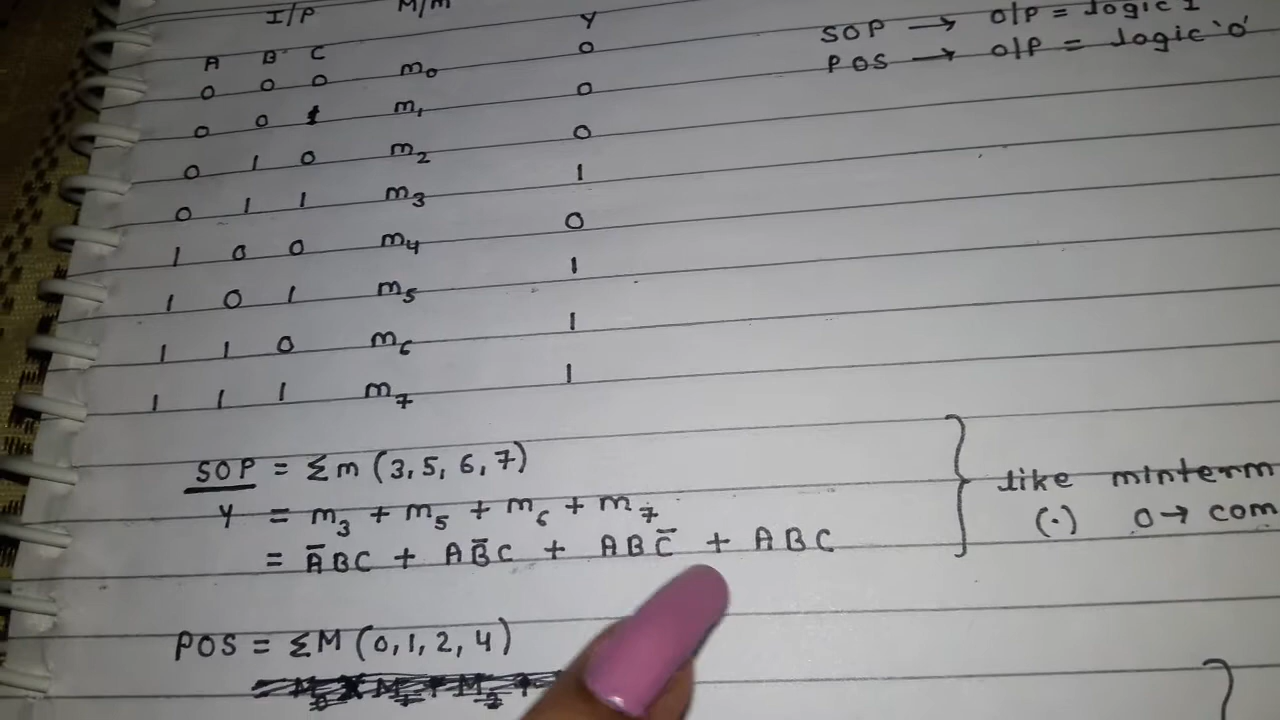 I/P M/m Y
SOP → O/P = logic 1
POS → O/P = logic '0'
A B C
0 0 0 m₀ 0
0 0 1 m₁ 0
0 1 0 m₂ 0
0 1 1 m₃ 1
1 0 0 m₄ 0
1 0 1 m₅ 1
1 1 0 m₆ 1
1 1 1 m₇ 1
SOP = Σm (3, 5, 6, 7)
Y = m₃ + m₅ + m₆ + m₇
= A̅BC + AB̅C + ABC̅ + ABC
like minterm
(·) 0→ com
POS = ΣM (0, 1, 2, 4)